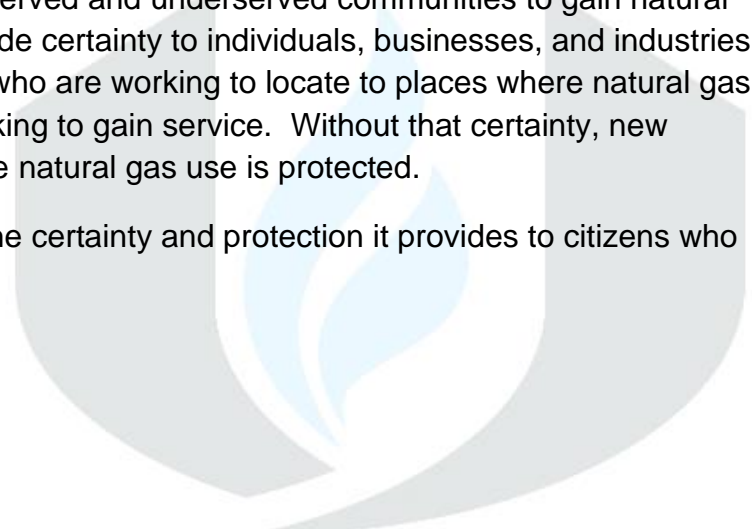 erved and underserved communities to gain natural
de certainty to individuals, businesses, and industries
who are working to locate to places where natural gas
king to gain service.  Without that certainty, new
e natural gas use is protected.
ne certainty and protection it provides to citizens who